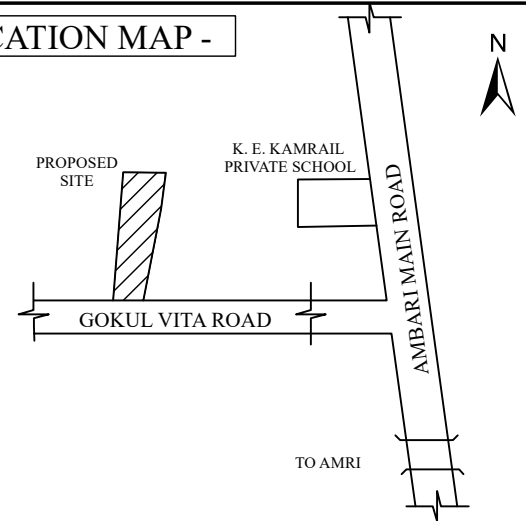 CATION MAP -
N
PROPOSED
SITE
K. E. KAMRAIL
PRIVATE SCHOOL
AMBARI MAIN ROAD
GOKUL VITA ROAD
TO AMRI